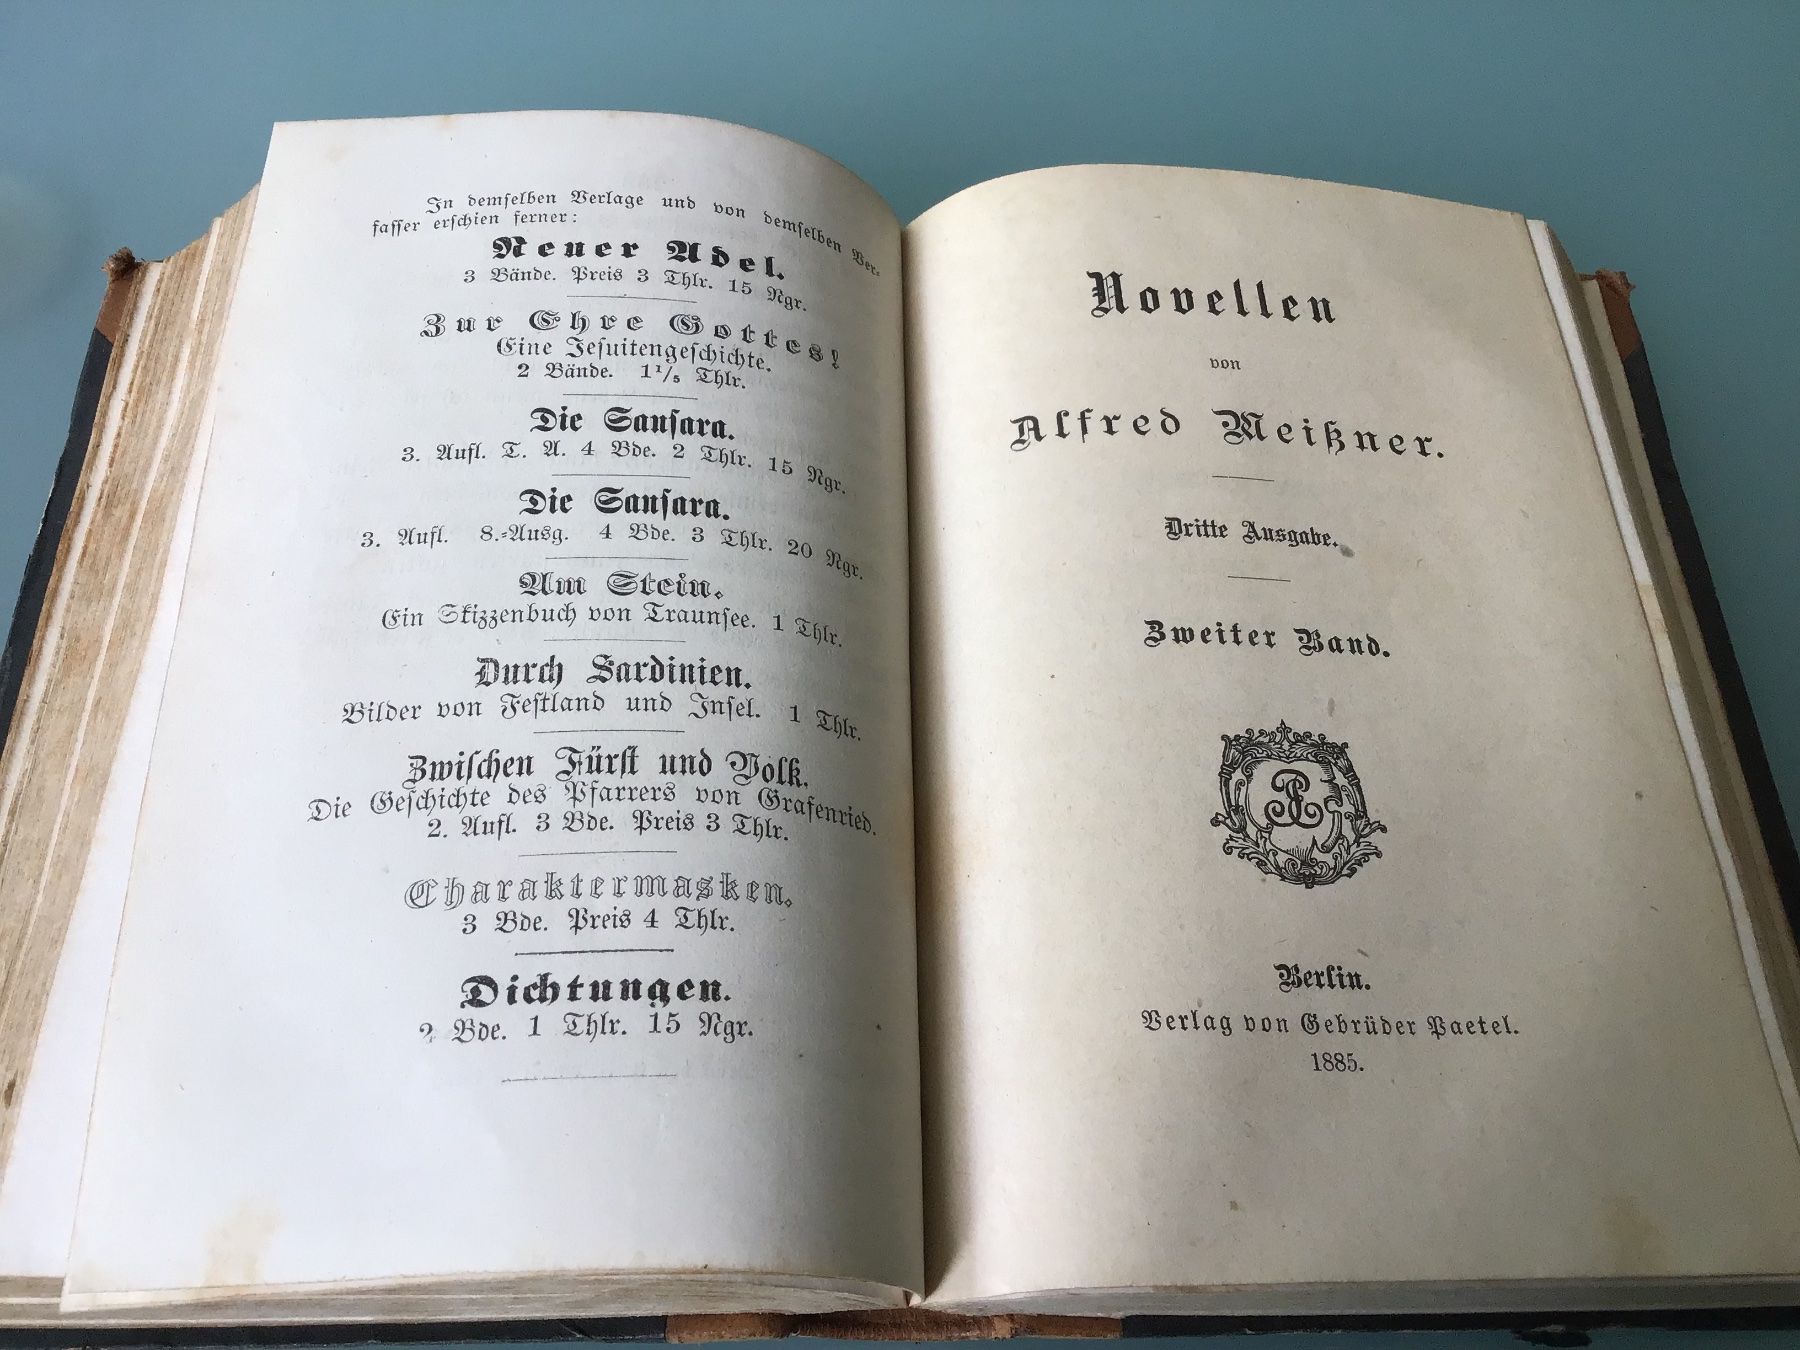 In demselben Verlage und von demselben Ver-
fasser erschien ferner:
Neuer Adel.
3 Bände. Preis 3 Thlr. 15 Ngr.
Zur Ehre Gottes!
Eine Jesuitengeschichte.
2 Bände. 1 1/5 Thlr.
Die Sansara.
3. Aufl. T. A. 4 Bde. 2 Thlr. 15 Ngr.
Die Sansara.
3. Aufl. 8.-Ausg. 4 Bde. 3 Thlr. 20 Ngr.
Am Stein.
Ein Skizzenbuch von Traunsee. 1 Thlr.
Durch Sardinien.
Bilder von Festland und Insel. 1 Thlr.
Zwischen Fürst und Volk.
Die Geschichte des Pfarrers von Grafenried.
2. Aufl. 3 Bde. Preis 3 Thlr.
Charaktermasken.
3 Bde. Preis 4 Thlr.
Dichtungen.
2 Bde. 1 Thlr. 15 Ngr.
Novellen
von
Alfred Meißner.
Dritte Ausgabe.
Zweiter Band.
Berlin.
Verlag von Gebrüder Paetel.
1885.